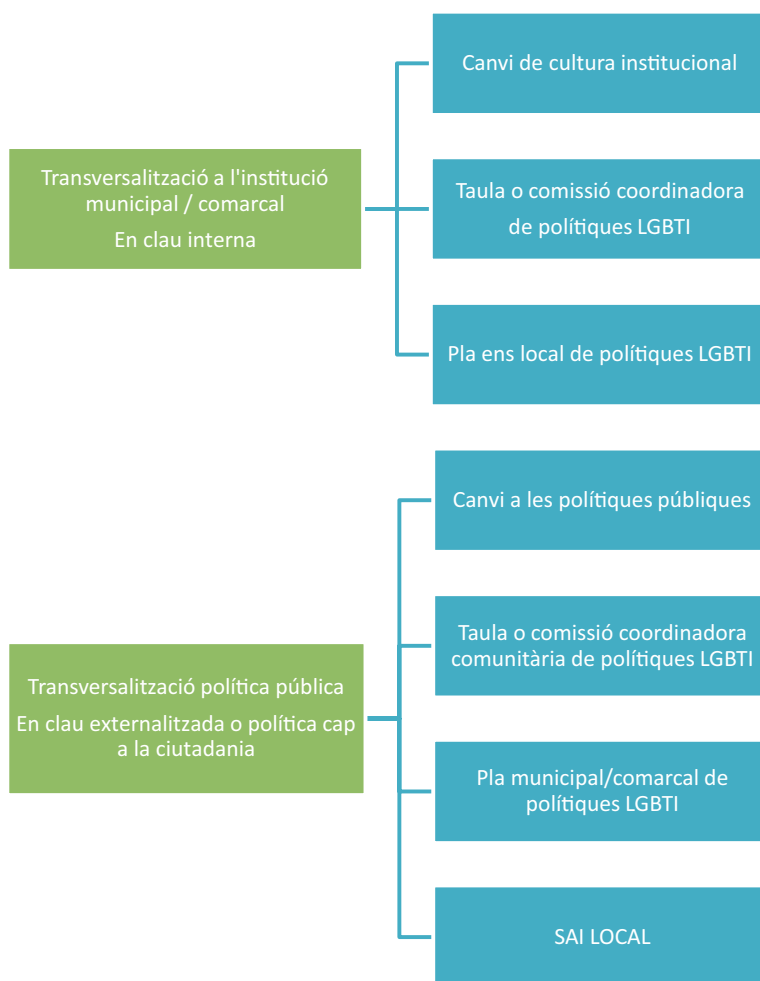 Canvi de cultura institucional
Transversalització a l'institució
municipal / comarcal
En clau interna
Taula o comissió coordinadora
de polítiques LGBTI
Pla ens local de polítiques LGBTI
Canvi a les polítiques públiques
Taula o comissió coordinadora
comunitària de polítiques LGBTI
Transversalització política pública
En clau externalitzada o política cap
a la ciutadania
Pla municipal/comarcal de
polítiques LGBTI
SAI LOCAL